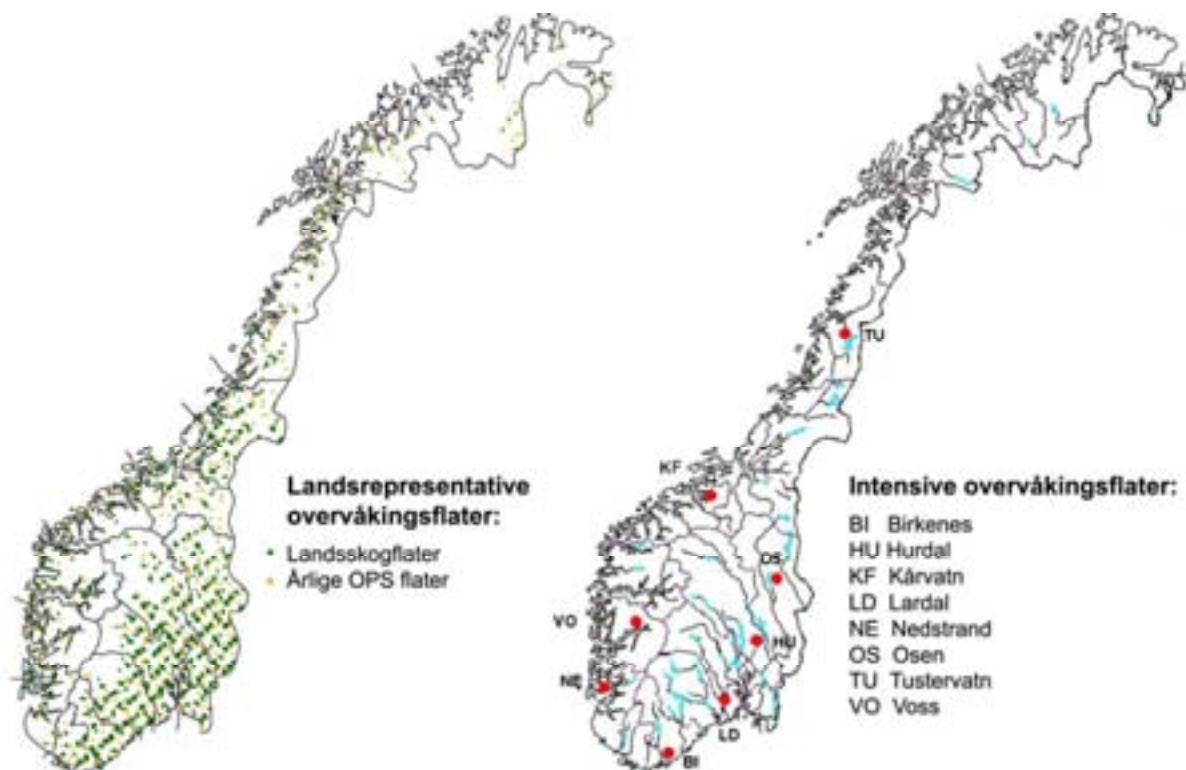 Landsrepresentative
overvåkingsflater:
Landsskogflater
Årlige OPS flater
TU
KF
OS
VO
HU
NE
LD
BI
Intensive overvåkingsflater:
BI Birkenes
HU Hurdal
KF Kårvatn
LD Lardal
NE Nedstrand
OS Osen
TU Tustervatn
VO Voss